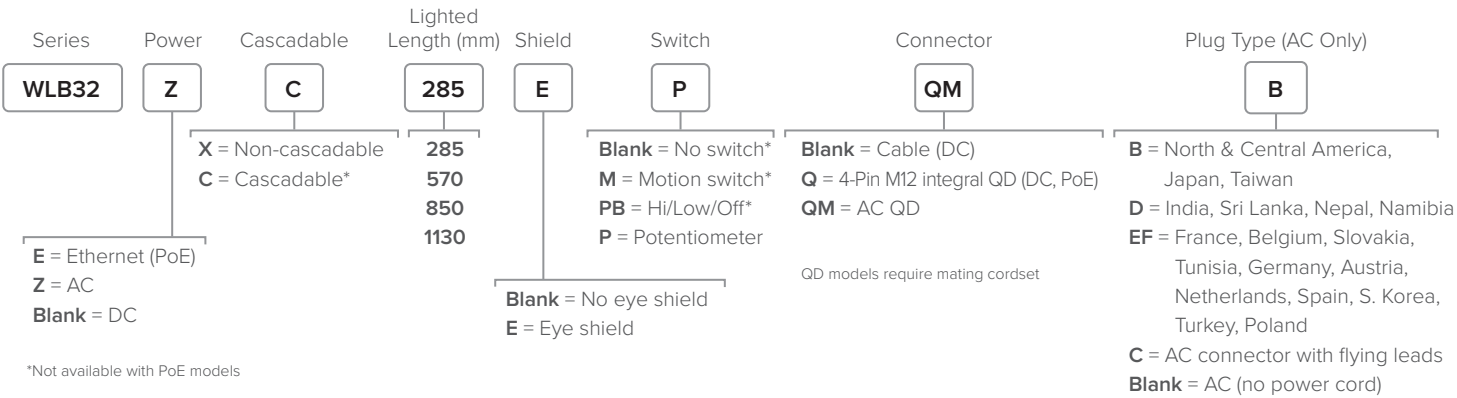 Series Power Cascadable Lighted Length (mm) Shield Switch Connector Plug Type (AC Only)
WLB32 Z C 285 E P QM B
X = Non-cascadable
C = Cascadable*
285
570
850
1130
Blank = No switch*
M = Motion switch*
PB = Hi/Low/Off*
P = Potentiometer
Blank = Cable (DC)
Q = 4-Pin M12 integral QD (DC, PoE)
QM = AC QD
QD models require mating cordset
B = North & Central America,
Japan, Taiwan
D = India, Sri Lanka, Nepal, Namibia
EF = France, Belgium, Slovakia,
Tunisia, Germany, Austria,
Netherlands, Spain, S. Korea,
Turkey, Poland
C = AC connector with flying leads
Blank = AC (no power cord)
E = Ethernet (PoE)
Z = AC
Blank = DC
Blank = No eye shield
E = Eye shield
*Not available with PoE models